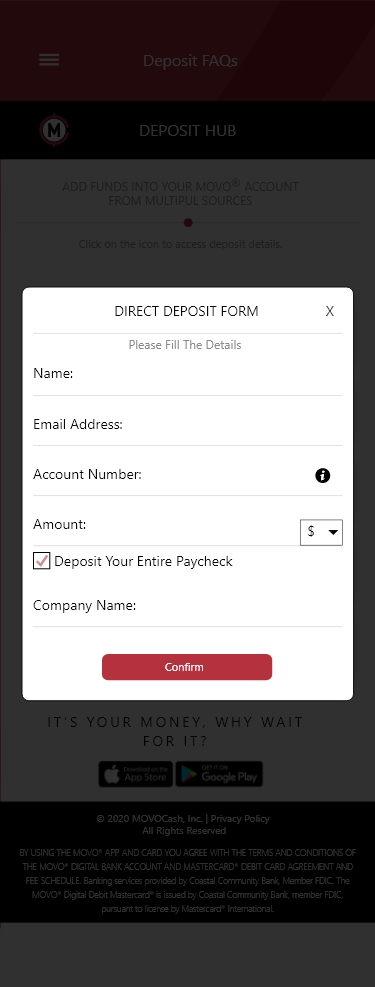 Deposit FAQs
M
DEPOSIT HUB
ADD FUNDS INTO YOUR MOVO® ACCOUNT
FROM MULTIPUL SOURCES
Click on the icon to access deposit details.
DIRECT DEPOSIT FORM
X
Please Fill The Details
Name:
Email Address:
Account Number:
i
Amount:
$
Deposit Your Entire Paycheck
Company Name:
Confirm
IT'S YOUR MONEY, WHY WAIT
FOR IT?
Download on the
App Store
GET IT ON
Google Play
© 2020 MOVOCash, Inc. | Privacy Policy
All Rights Reserved
BY USING THE MOVO® APP AND CARD YOU AGREE WITH THE TERMS AND CONDITIONS OF
THE MOVO® DIGITAL BANK ACCOUNT AND MASTERCARD® DEBIT CARD AGREEMENT AND
FEE SCHEDULE. Banking services provided by Coastal Community Bank, Member FDIC. The
MOVO® Digital Debit Mastercard® is issued by Coastal Community Bank, member FDIC,
pursuant to license by Mastercard® International.